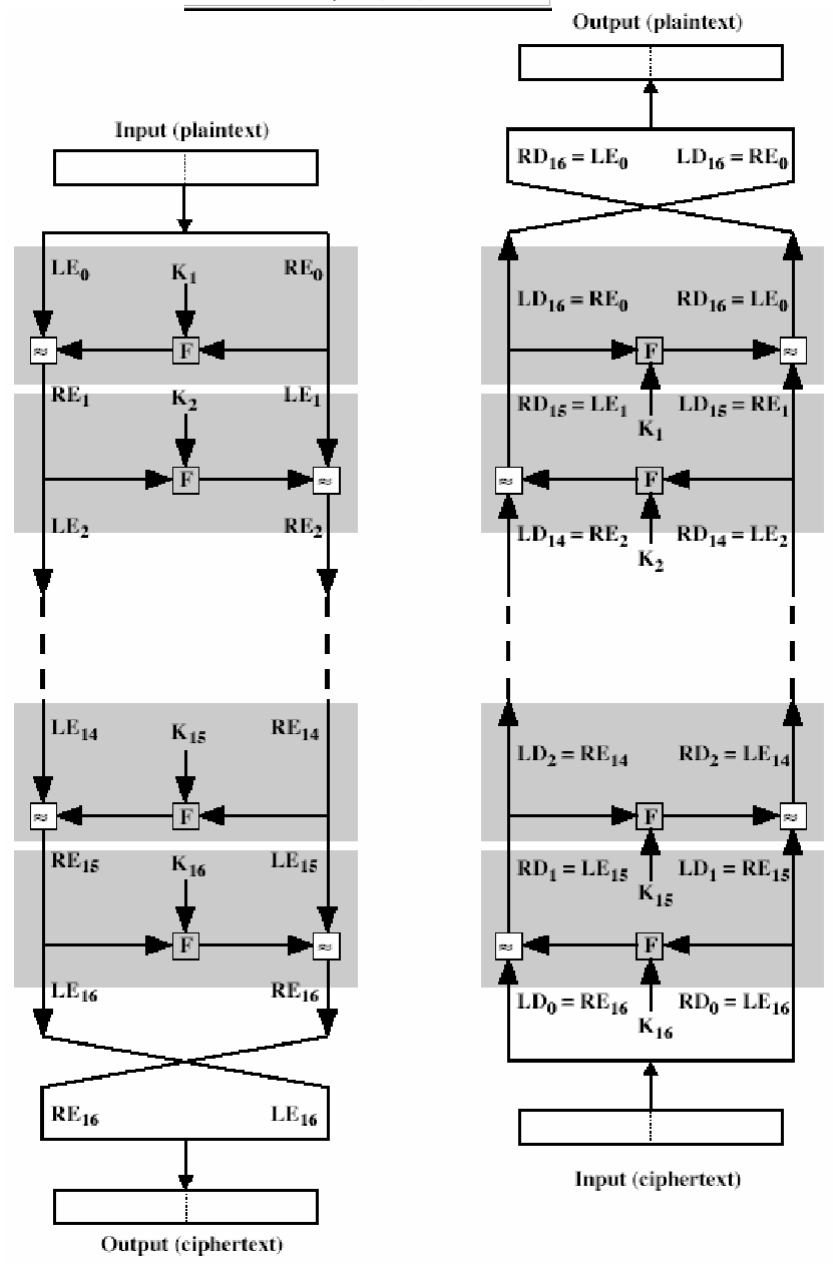 Input (plaintext)
LE0
K1
RE0
≈
F
RE1
K2
LE1
F
≈
LE2
RE2
LE14
K15
RE14
≈
F
RE15
K16
LE15
F
≈
LE16
RE16
RE16
LE16
Output (ciphertext)
Output (plaintext)
RD16 = LE0
LD16 = RE0
LD16 = RE0
RD16 = LE0
F
≈
RD15 = LE1
LD15 = RE1
K1
≈
F
LD14 = RE2
RD14 = LE2
K2
LD2 = RE14
RD2 = LE14
F
≈
RD1 = LE15
LD1 = RE15
K15
≈
F
LD0 = RE16
RD0 = LE16
K16
Input (ciphertext)